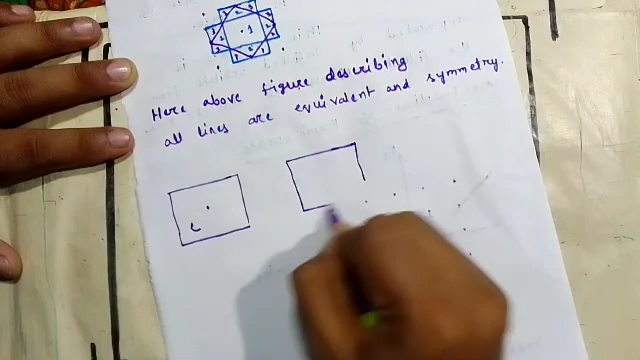 Here above figure describing
all lines are equivalent and symmetry.